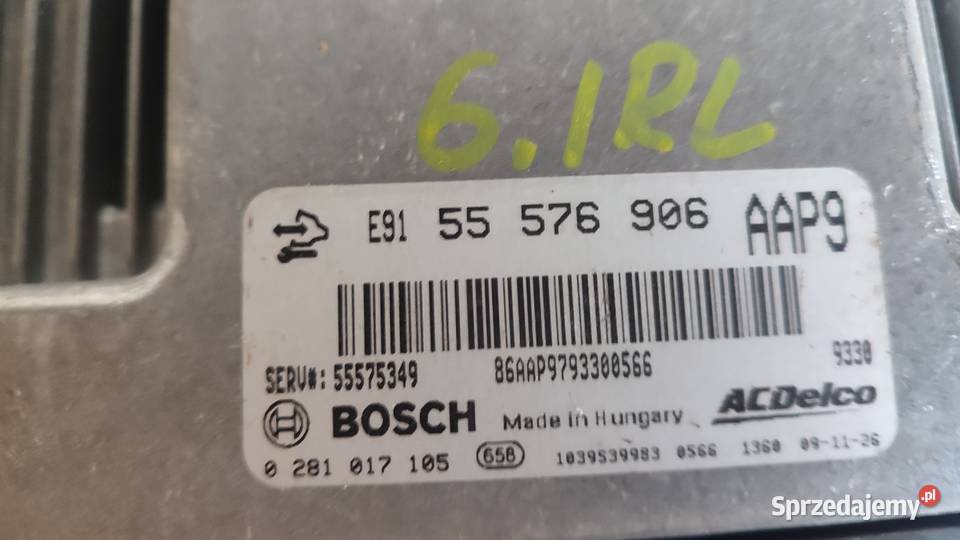 6.1RL
E91 55 576 906 AAP9
SERV#: 55575349 86AAP9793300566 9330
BOSCH Made in Hungary ACDelco
0 281 017 105 658 1039S39983 0566 1360 09-11-26
Sprzedajemy.pl